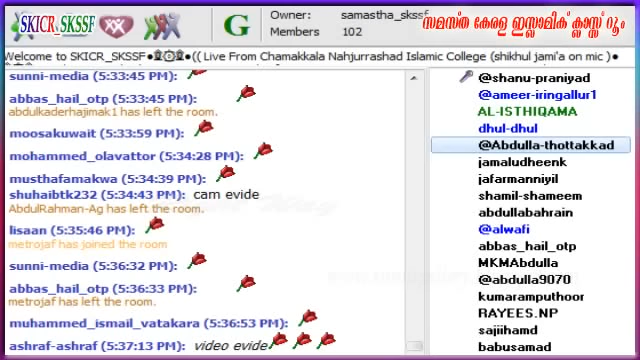 SKICR_SKSSF
G
Owner: samastha_skssf
Members 102
സമസ്ത കേരള ഇസ്ലാമിക് ക്ലാസ്സ് റൂം
Welcome to SKICR_SKSSF (( Live From Chamakkala Nahjurrashad Islamic College (shikhul jami'a on mic )
sunni-media (5:33:45 PM):
abbas_hail_otp (5:33:45 PM):
abdulkaderhajimak1 has left the room.
moosakuwait (5:33:59 PM):
mohammed_olavattor (5:34:28 PM):
musthafamakwa (5:34:39 PM):
shuhaibtk232 (5:34:43 PM): cam evide
AbdulRahman-Ag has left the room.
lisaan (5:35:46 PM):
metrojaf has joined the room
sunni-media (5:36:32 PM):
abbas_hail_otp (5:36:33 PM):
metrojaf has left the room.
muhammed_ismail_vatakara (5:36:53 PM):
ashraf-ashraf (5:37:13 PM): video evide
@shanu-praniyad
@ameer-iringallur1
AL-ISTHIQAMA
dhul-dhul
@Abdulla-thottakkad
jamaludheenk
jafarmanniyil
shamil-shameem
abdullabahrain
@alwafi
abbas_hail_otp
MKMAbdulla
@abdulla9070
kumaramputhoor
RAYEES.NP
sajiihamd
babusamad